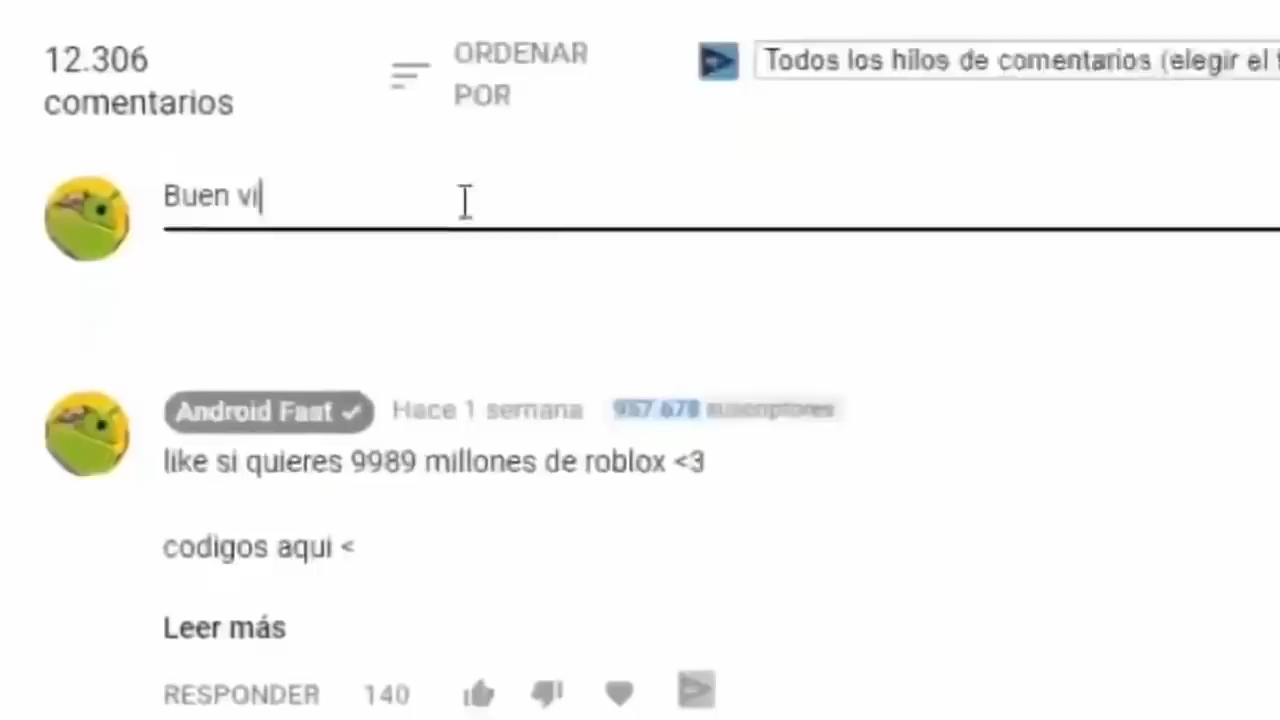 12.306
comentarios
ORDENAR
POR
Todos los hilos de comentarios (elegir el
Buen vi
Android Fast Hace 1 semana 957 678 suscriptores
like si quieres 9989 millones de roblox <3
codigos aqui <
Leer más
RESPONDER 140